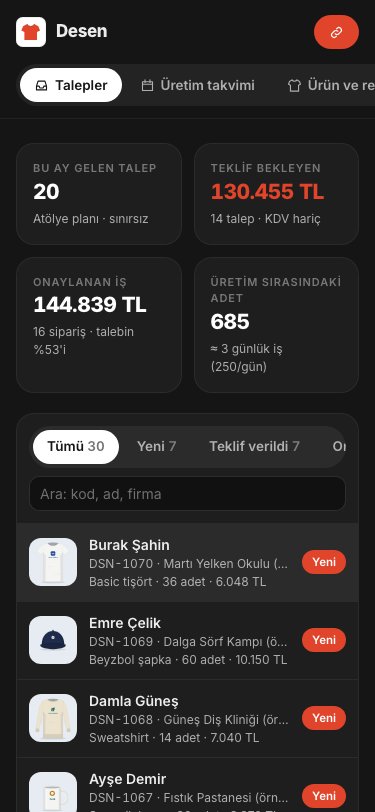 Desen
Talepler
Üretim takvimi
Ürün ve re
BU AY GELEN TALEP
20
Atölye planı · sınırsız
TEKLİF BEKLEYEN
130.455 TL
14 talep · KDV hariç
ONAYLANAN İŞ
144.839 TL
16 sipariş · talebin
%53'i
ÜRETİM SIRASINDAKİ
ADET
685
≈ 3 günlük iş
(250/gün)
Tümü 30
Yeni 7
Teklif verildi 7
On
Ara: kod, ad, firma
Burak Şahin
DSN-1070 · Martı Yelken Okulu (...
Basic tişört · 36 adet · 6.048 TL
Yeni
Emre Çelik
DSN-1069 · Dalga Sörf Kampı (ö...
Beyzbol şapka · 60 adet · 10.150 TL
Yeni
Damla Güneş
DSN-1068 · Güneş Diş Kliniği (ör...
Sweatshirt · 14 adet · 7.040 TL
Yeni
Ayşe Demir
DSN-1067 · Fıstık Pastanesi (örn...
Yeni